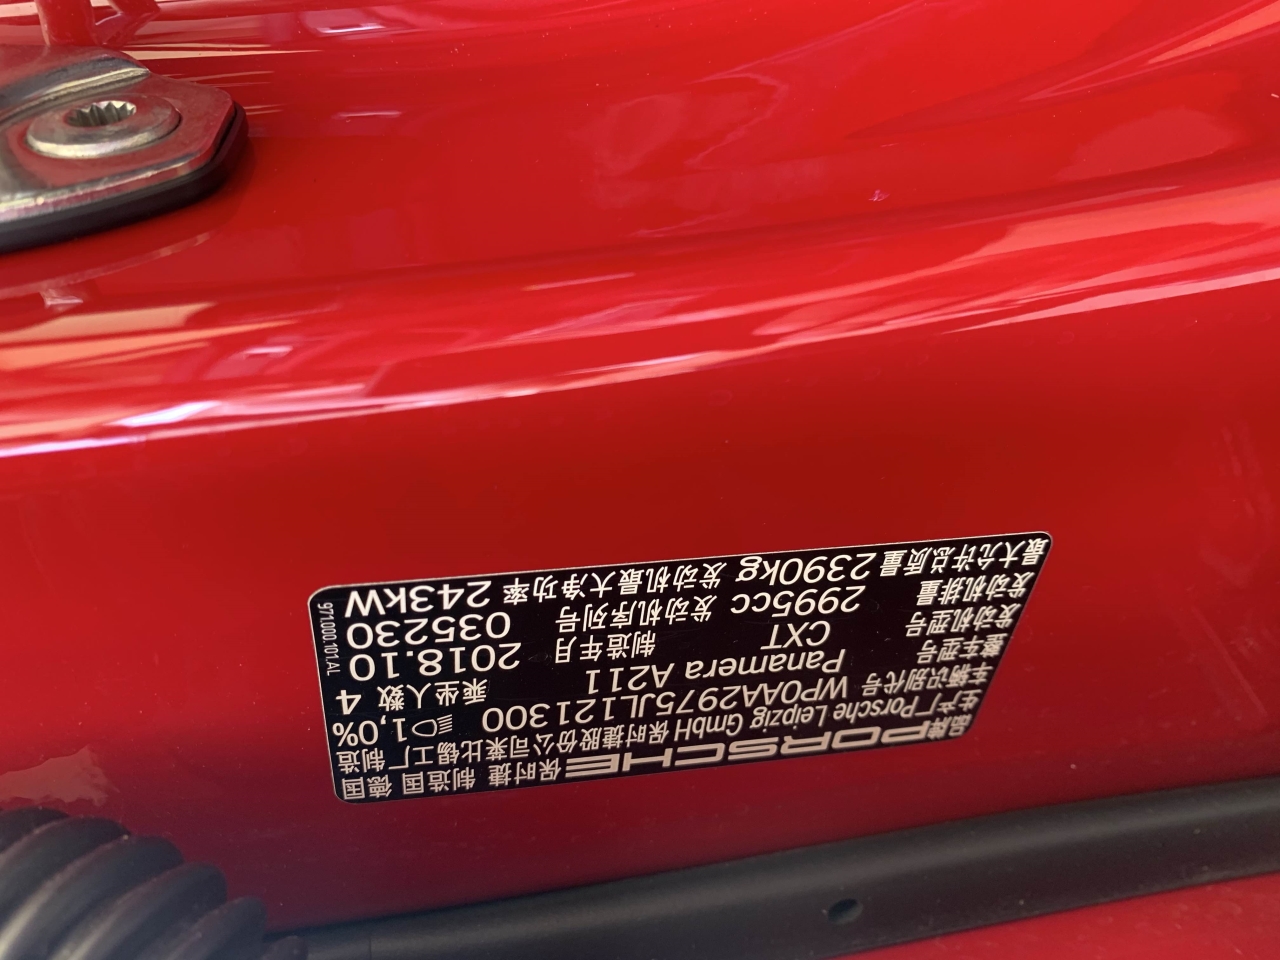 品牌 PORSCHE 保时捷 制造国 德国
生产厂 Porsche Leipzig GmbH 保时捷股份公司莱比锡工厂 制造
车辆识别代号 WP0AA2975JL121300 1,0%
整车型号 Panamera A211 乘坐人数 4
发动机型号 CXT 制造年月 2018.10
发动机排量 2995cc 发动机序列号 035230
最大允许总质量 2390kg 发动机最大净功率 243kW
971.000.101.AL